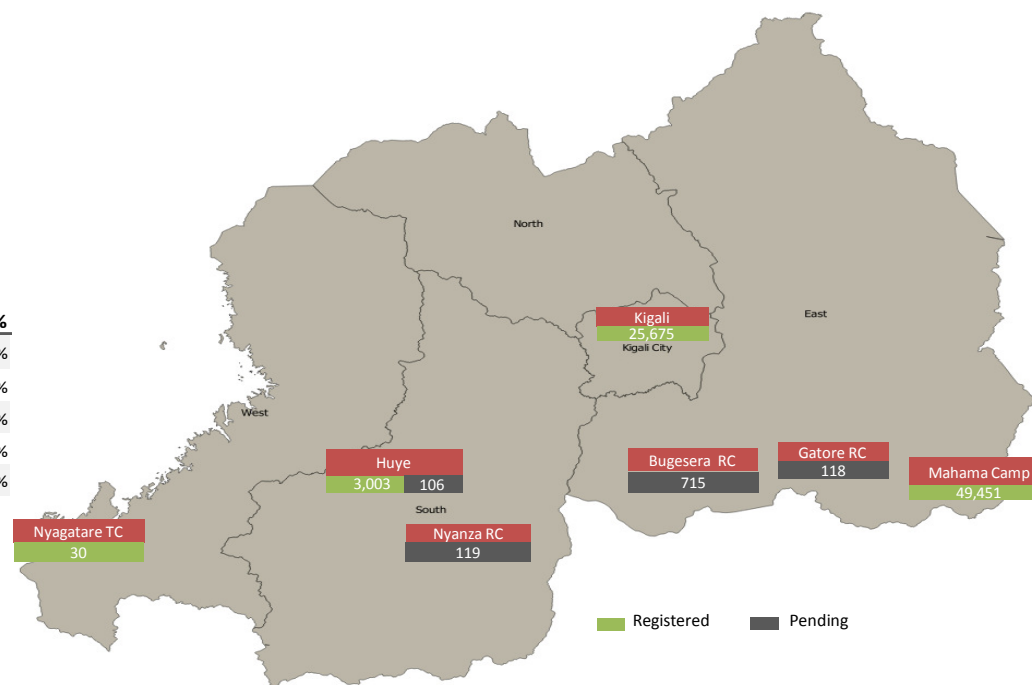 North
%
%
%
%
%
%
Kigali
25,675
Kigali City
East
West
Huye
3,003 106
South
Bugesera RC
715
Gatore RC
118
Mahama Camp
49,451
Nyagatare TC
30
Nyanza RC
119
Registered Pending